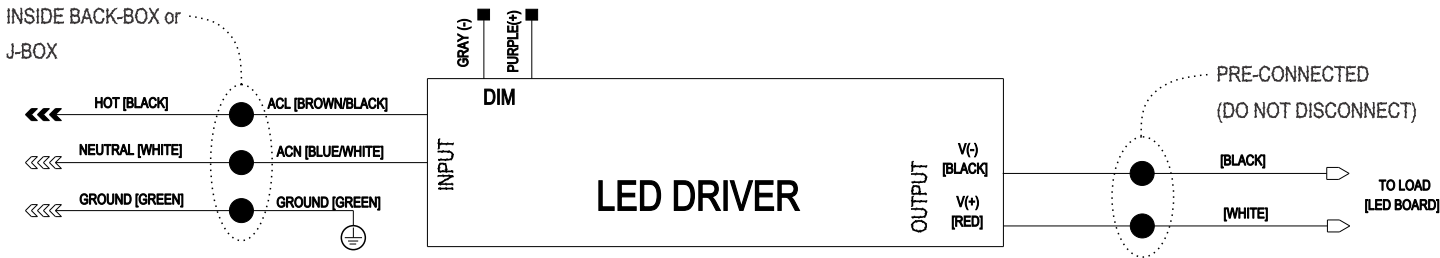 INSIDE BACK-BOX or
J-BOX
GRAY (-)
PURPLE(+)
DIM
HOT [BLACK]
ACL [BROWN/BLACK]
NEUTRAL [WHITE]
ACN [BLUE/WHITE]
GROUND [GREEN]
GROUND [GREEN]
INPUT
LED DRIVER
OUTPUT
V(-)
[BLACK]
V(+)
[RED]
PRE-CONNECTED
(DO NOT DISCONNECT)
[BLACK]
[WHITE]
TO LOAD
[LED BOARD]